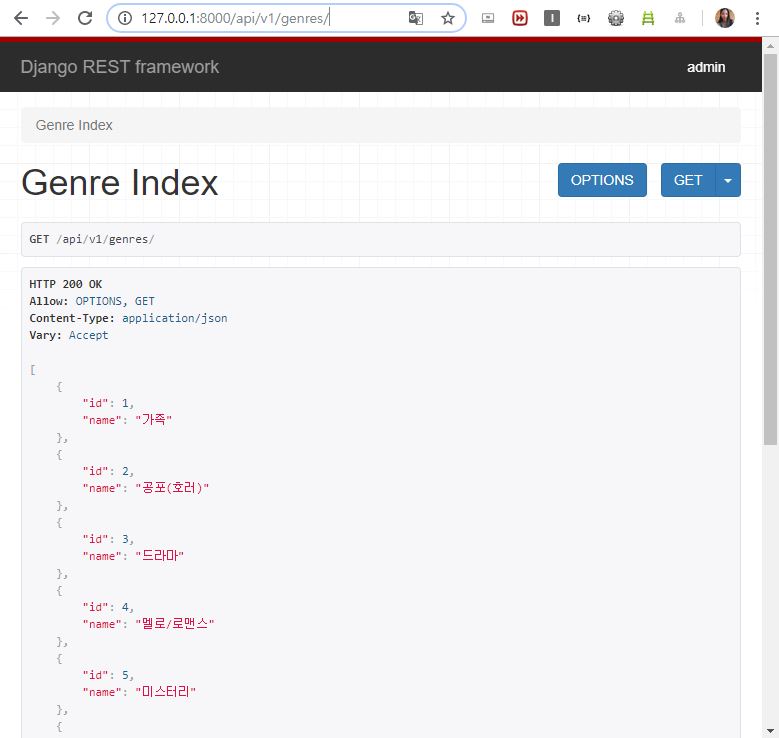 127.0.0.1:8000/api/v1/genres/
Django REST framework admin
Genre Index
Genre Index OPTIONS GET
GET /api/v1/genres/
HTTP 200 OK
Allow: OPTIONS, GET
Content-Type: application/json
Vary: Accept
[
{
"id": 1,
"name": "가족"
},
{
"id": 2,
"name": "공포(호러)"
},
{
"id": 3,
"name": "드라마"
},
{
"id": 4,
"name": "멜로/로맨스"
},
{
"id": 5,
"name": "미스터리"
},
{